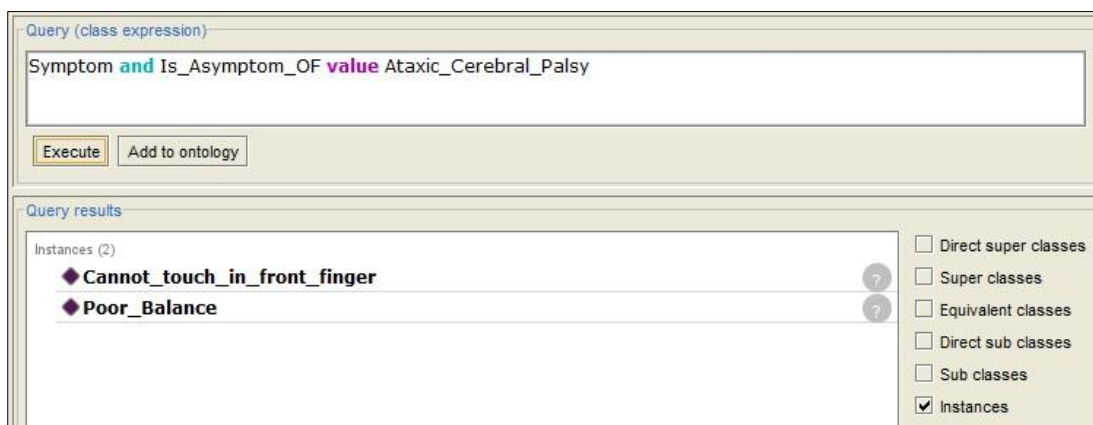 Query (class expression)
Symptom and Is_Asymptom_OF value Ataxic_Cerebral_Palsy
Execute Add to ontology
Query results
Instances (2)
Cannot_touch_in_front_finger ?
Poor_Balance ?
Direct super classes
Super classes
Equivalent classes
Direct sub classes
Sub classes
Instances